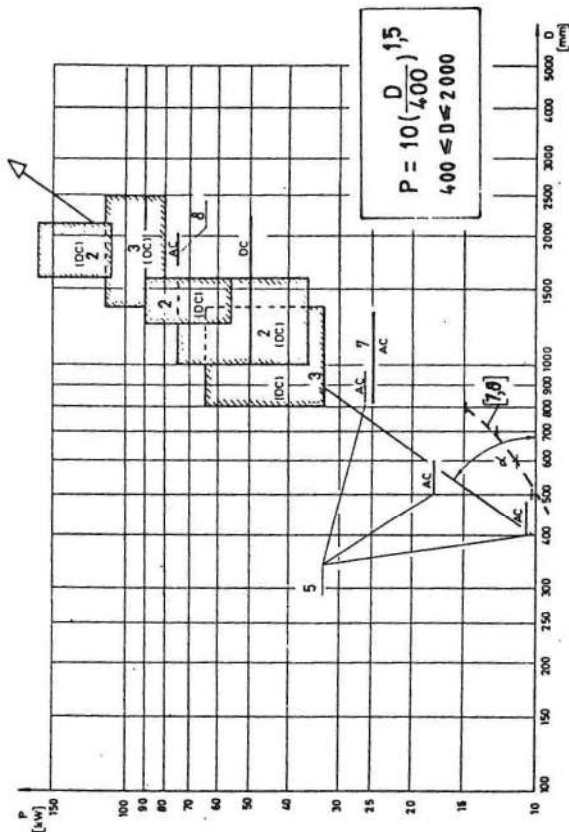 P
[kW]
150
100
90
80
70
60
50
40
30
25
20
15
10
100
150
200
250
300
400
500
600
700
800
900
1000
1500
2000
2500
3000
4000
5000
D
[mm]
(DC)
2
3
(DC)
AC
8
DC
2
(DC)
2
(DC)
(DC)
3
AC
7
AC
AC
AC
5
α
[7,8]
P = 10(D/400)1,5
400 ≤ D ≤ 2000